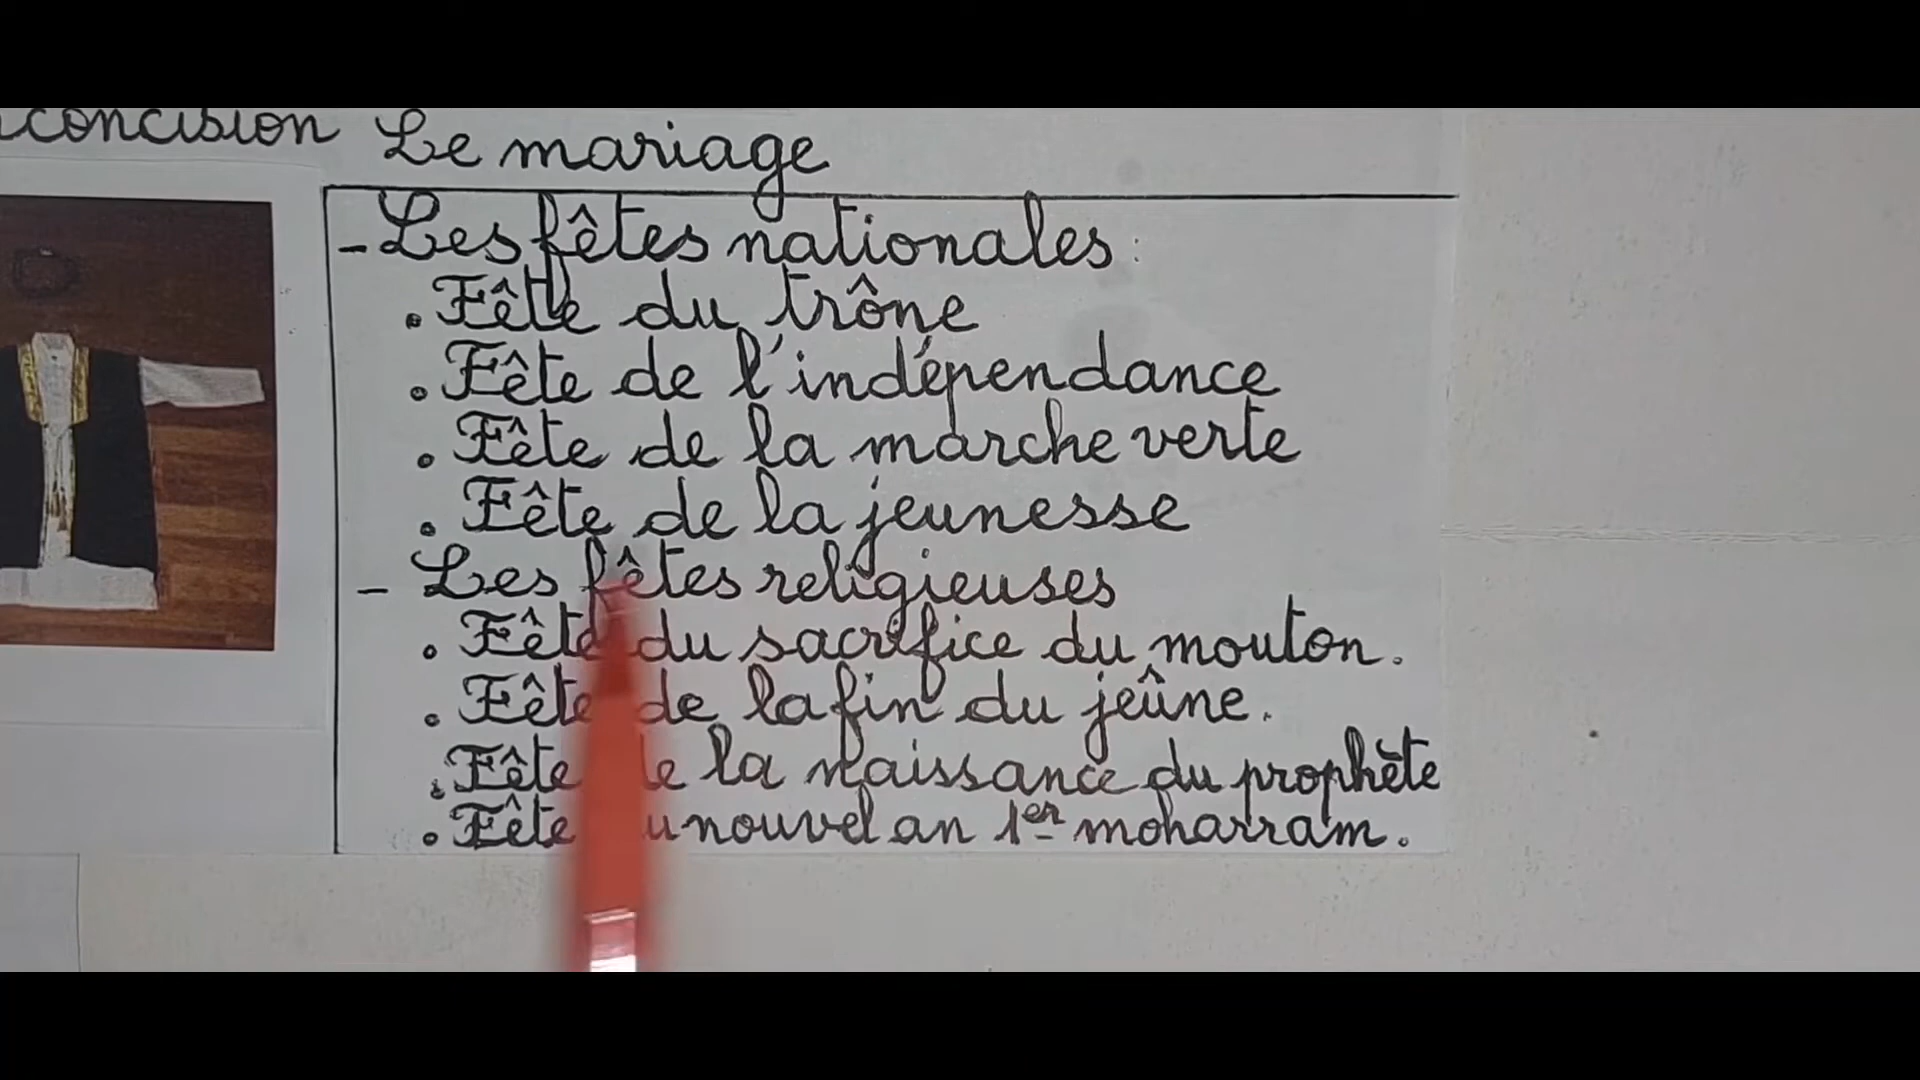 concision Le mariage
- Les fêtes nationales :
. Fête du trône
. Fête de l'indépendance
. Fête de la marche verte
. Fête de la jeunesse
- Les fêtes religieuses
. Fête du sacrifice du mouton.
. Fête de la fin du jeûne.
. Fête de la naissance du prophète
. Fête du nouvel an 1er moharram.